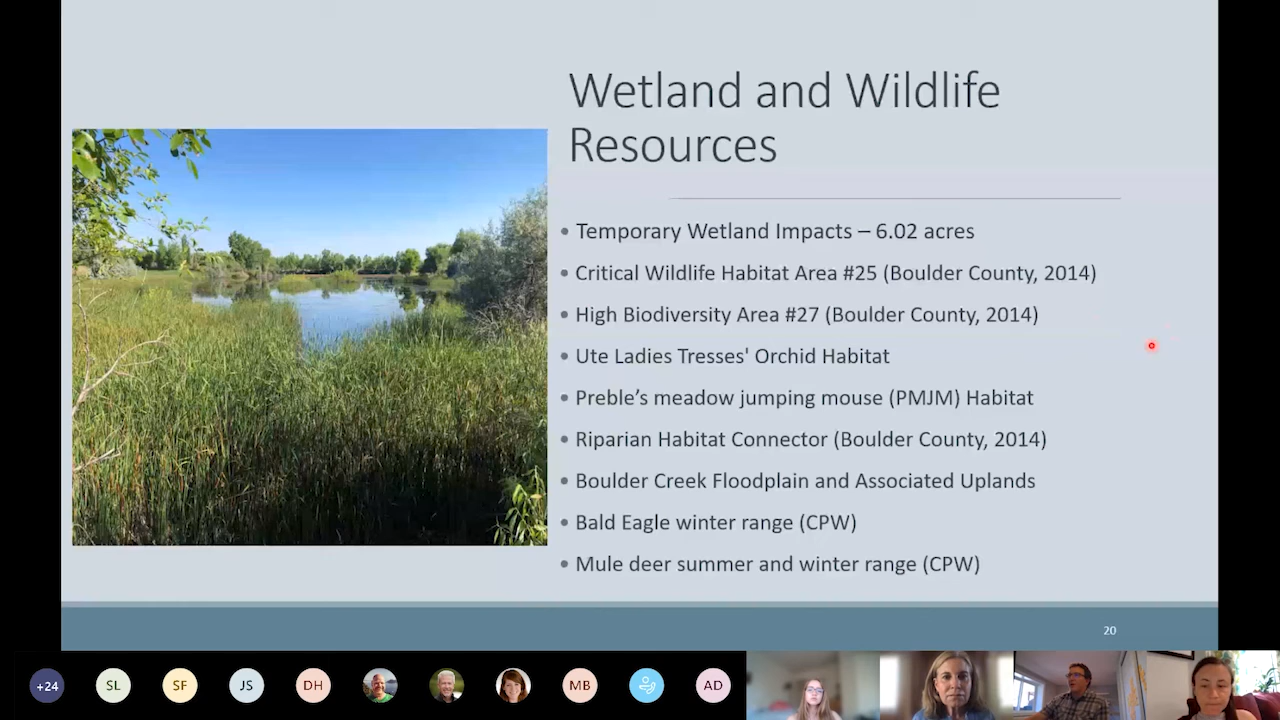 Wetland and Wildlife
Resources
• Temporary Wetland Impacts – 6.02 acres
• Critical Wildlife Habitat Area #25 (Boulder County, 2014)
• High Biodiversity Area #27 (Boulder County, 2014)
• Ute Ladies Tresses' Orchid Habitat
• Preble’s meadow jumping mouse (PMJM) Habitat
• Riparian Habitat Connector (Boulder County, 2014)
• Boulder Creek Floodplain and Associated Uplands
• Bald Eagle winter range (CPW)
• Mule deer summer and winter range (CPW)
20
+24 SL SF JS DH MB AD